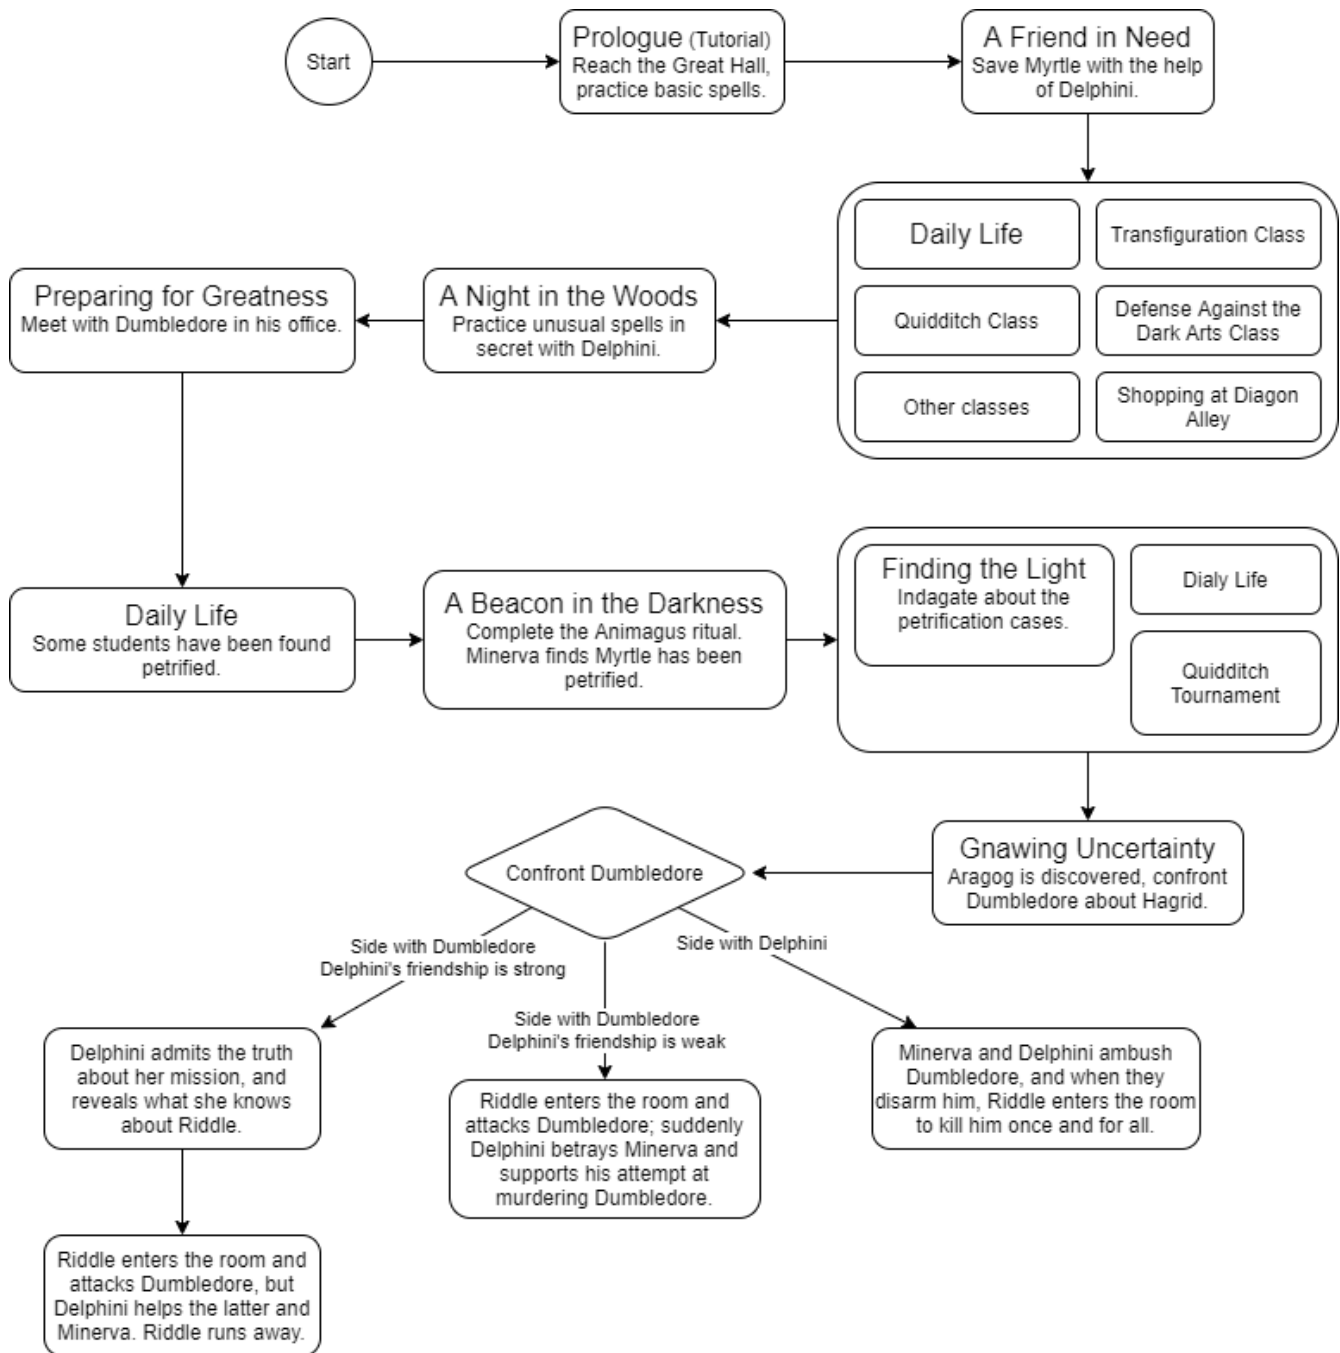 Start
Prologue (Tutorial)
Reach the Great Hall,
practice basic spells.
A Friend in Need
Save Myrtle with the help
of Delphini.
Daily Life
Transfiguration Class
Quidditch Class
Defense Against the
Dark Arts Class
Other classes
Shopping at Diagon
Alley
A Night in the Woods
Practice unusual spells in
secret with Delphini.
Preparing for Greatness
Meet with Dumbledore in his office.
Daily Life
Some students have been found
petrified.
A Beacon in the Darkness
Complete the Animagus ritual.
Minerva finds Myrtle has been
petrified.
Finding the Light
Indagate about the
petrification cases.
Dialy Life
Quidditch
Tournament
Gnawing Uncertainty
Aragog is discovered, confront
Dumbledore about Hagrid.
Confront Dumbledore
Side with Dumbledore
Delphini's friendship is strong
Side with Dumbledore
Delphini's friendship is weak
Side with Delphini
Delphini admits the truth
about her mission, and
reveals what she knows
about Riddle.
Riddle enters the room and
attacks Dumbledore; suddenly
Delphini betrays Minerva and
supports his attempt at
murdering Dumbledore.
Minerva and Delphini ambush
Dumbledore, and when they
disarm him, Riddle enters the room
to kill him once and for all.
Riddle enters the room and
attacks Dumbledore, but
Delphini helps the latter and
Minerva. Riddle runs away.